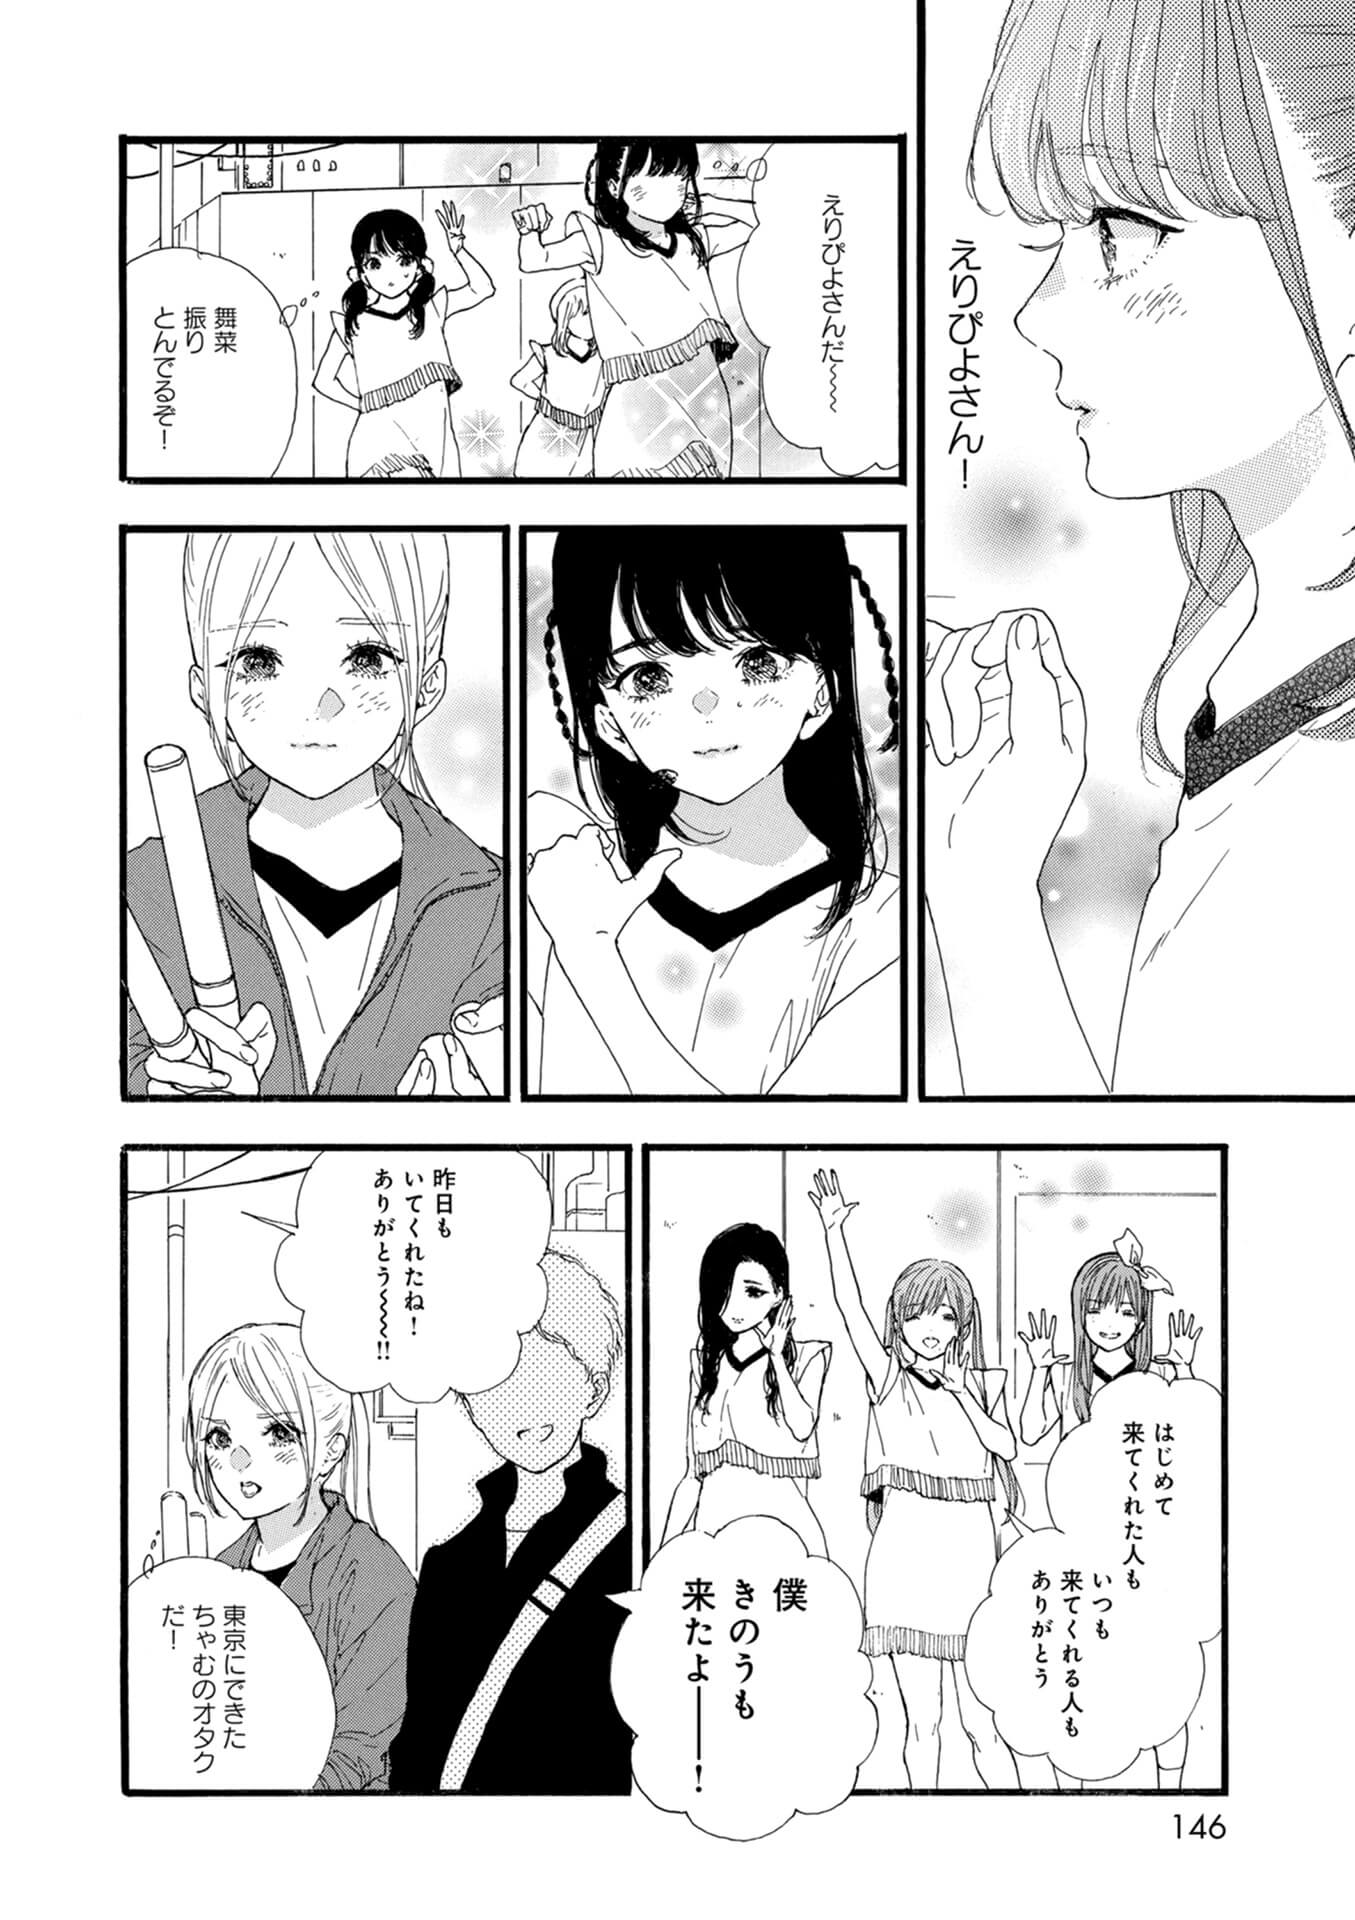 えりぴよさん！
えりぴよさんだ〜〜〜
舞菜
振り
とんでるぞ！
はじめて
来てくれた人も
いつも
来てくれる人も
ありがとう
僕
きのうも
来たよ――！
昨日も
いてくれたね！
ありがとう〜〜〜!!
東京にできた
ちゃむのオタク
だ！
146